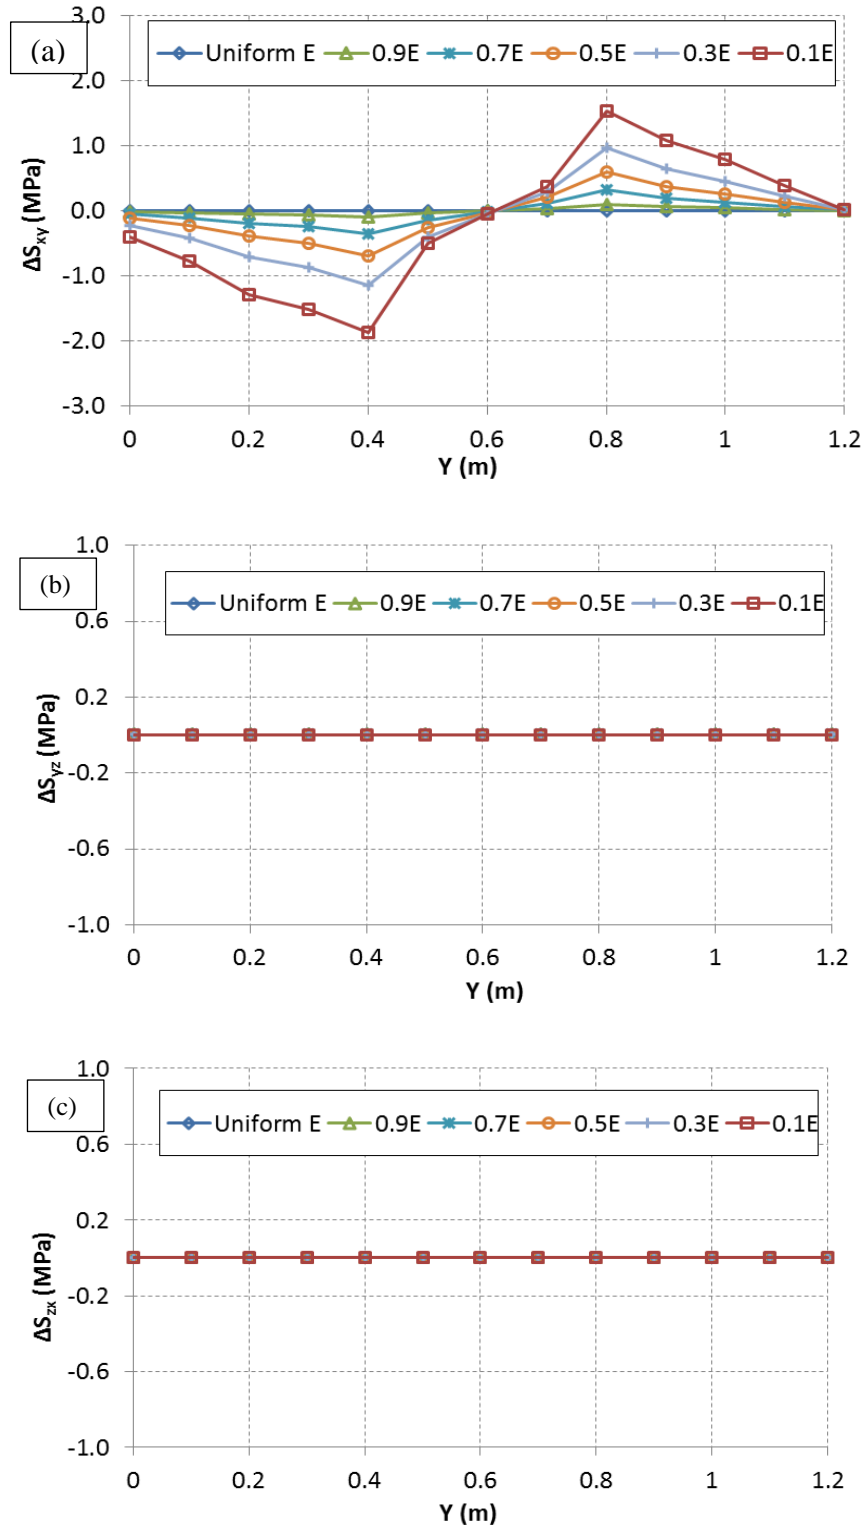 (a)
3.0
Uniform E 0.9E 0.7E 0.5E 0.3E 0.1E
2.0
1.0
0.0
-1.0
-2.0
-3.0
ΔSxy (MPa)
0 0.2 0.4 0.6 0.8 1 1.2
Y (m)
(b)
1.0
Uniform E 0.9E 0.7E 0.5E 0.3E 0.1E
0.6
0.2
-0.2
-0.6
-1.0
ΔSyz (MPa)
0 0.2 0.4 0.6 0.8 1 1.2
Y (m)
(c)
1.0
Uniform E 0.9E 0.7E 0.5E 0.3E 0.1E
0.6
0.2
-0.2
-0.6
-1.0
ΔSzx (MPa)
0 0.2 0.4 0.6 0.8 1 1.2
Y (m)